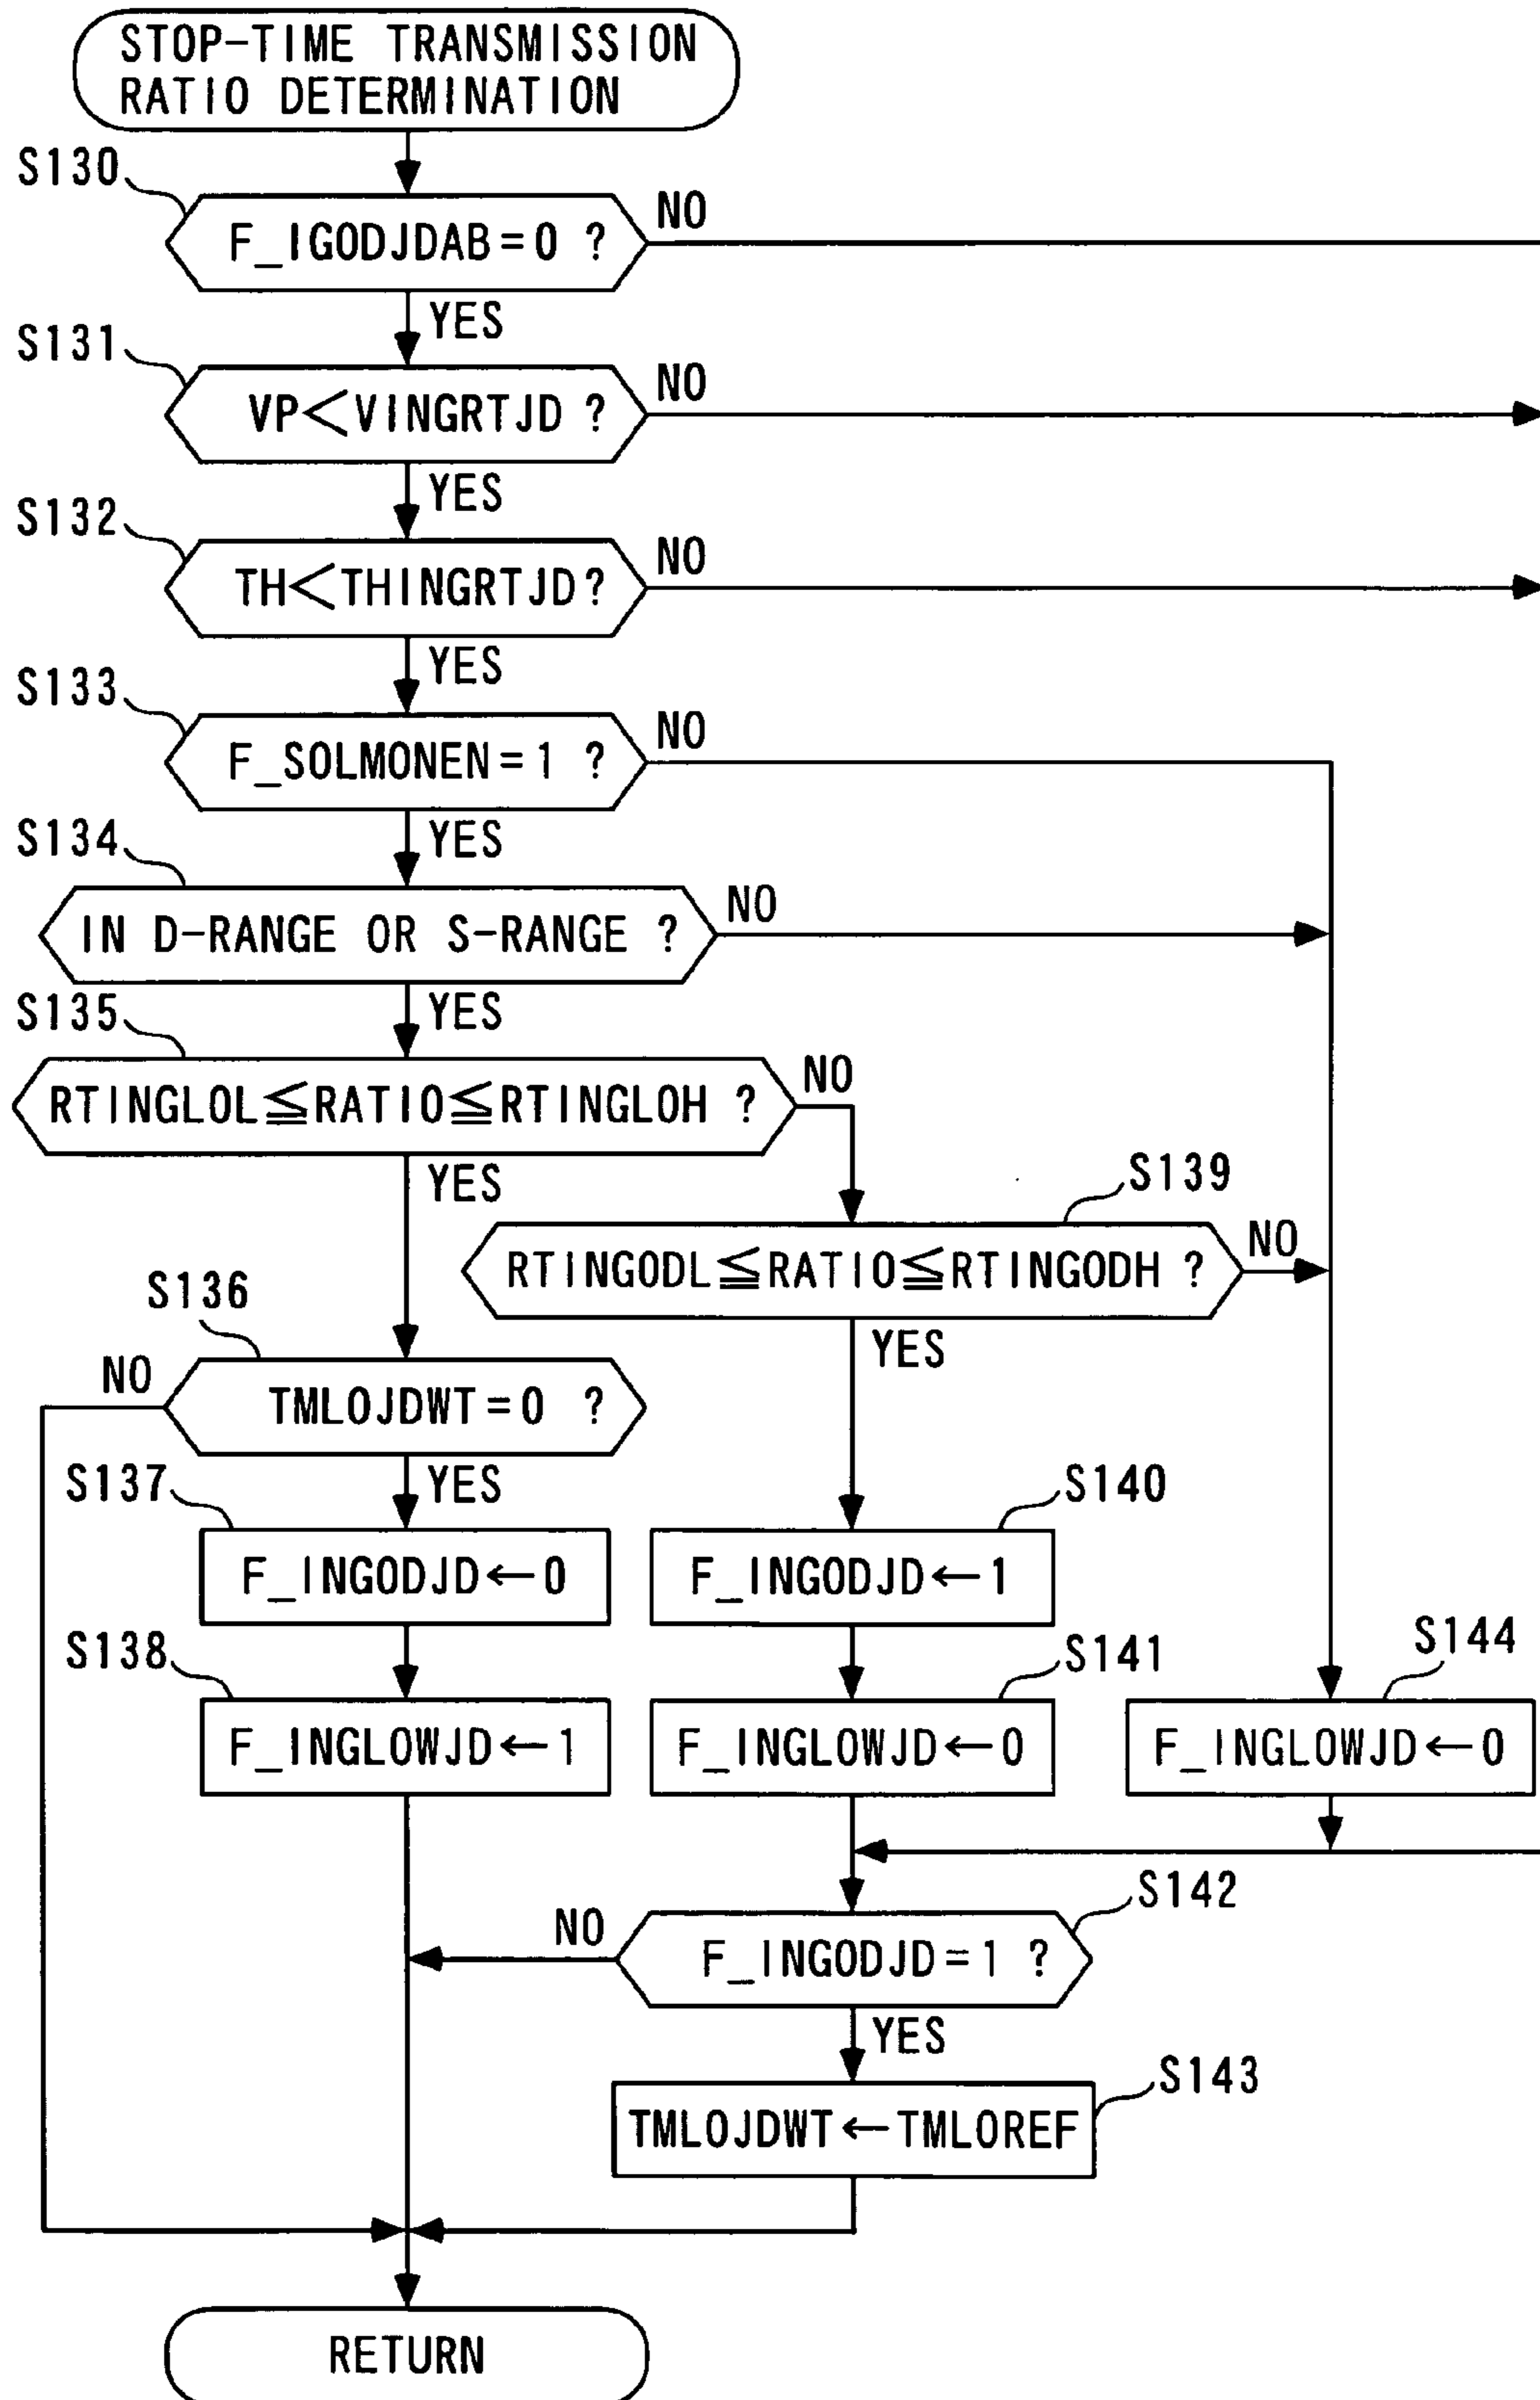 STOP-TIME TRANSMISSION
RATIO DETERMINATION
S130
F_IGODJDAB=0 ?
NO
YES
S131
VP<VINGRTJD ?
NO
YES
S132
TH<THINGRTJD?
NO
YES
S133
F_SOLMONEN=1 ?
NO
YES
S134
IN D-RANGE OR S-RANGE ?
NO
YES
S135
RTINGLOL≦RATIO≦RTINGLOH ?
NO
YES
S139
RTINGODL≦RATIO≦RTINGODH ?
NO
YES
S136
NO
TMLOJDWT=0 ?
YES
S137
F_INGODJD←0
S140
F_INGODJD←1
S138
F_INGLOWJD←1
S141
F_INGLOWJD←0
S144
F_INGLOWJD←0
S142
NO
F_INGODJD=1 ?
YES
S143
TMLOJDWT←TMLOREF
RETURN